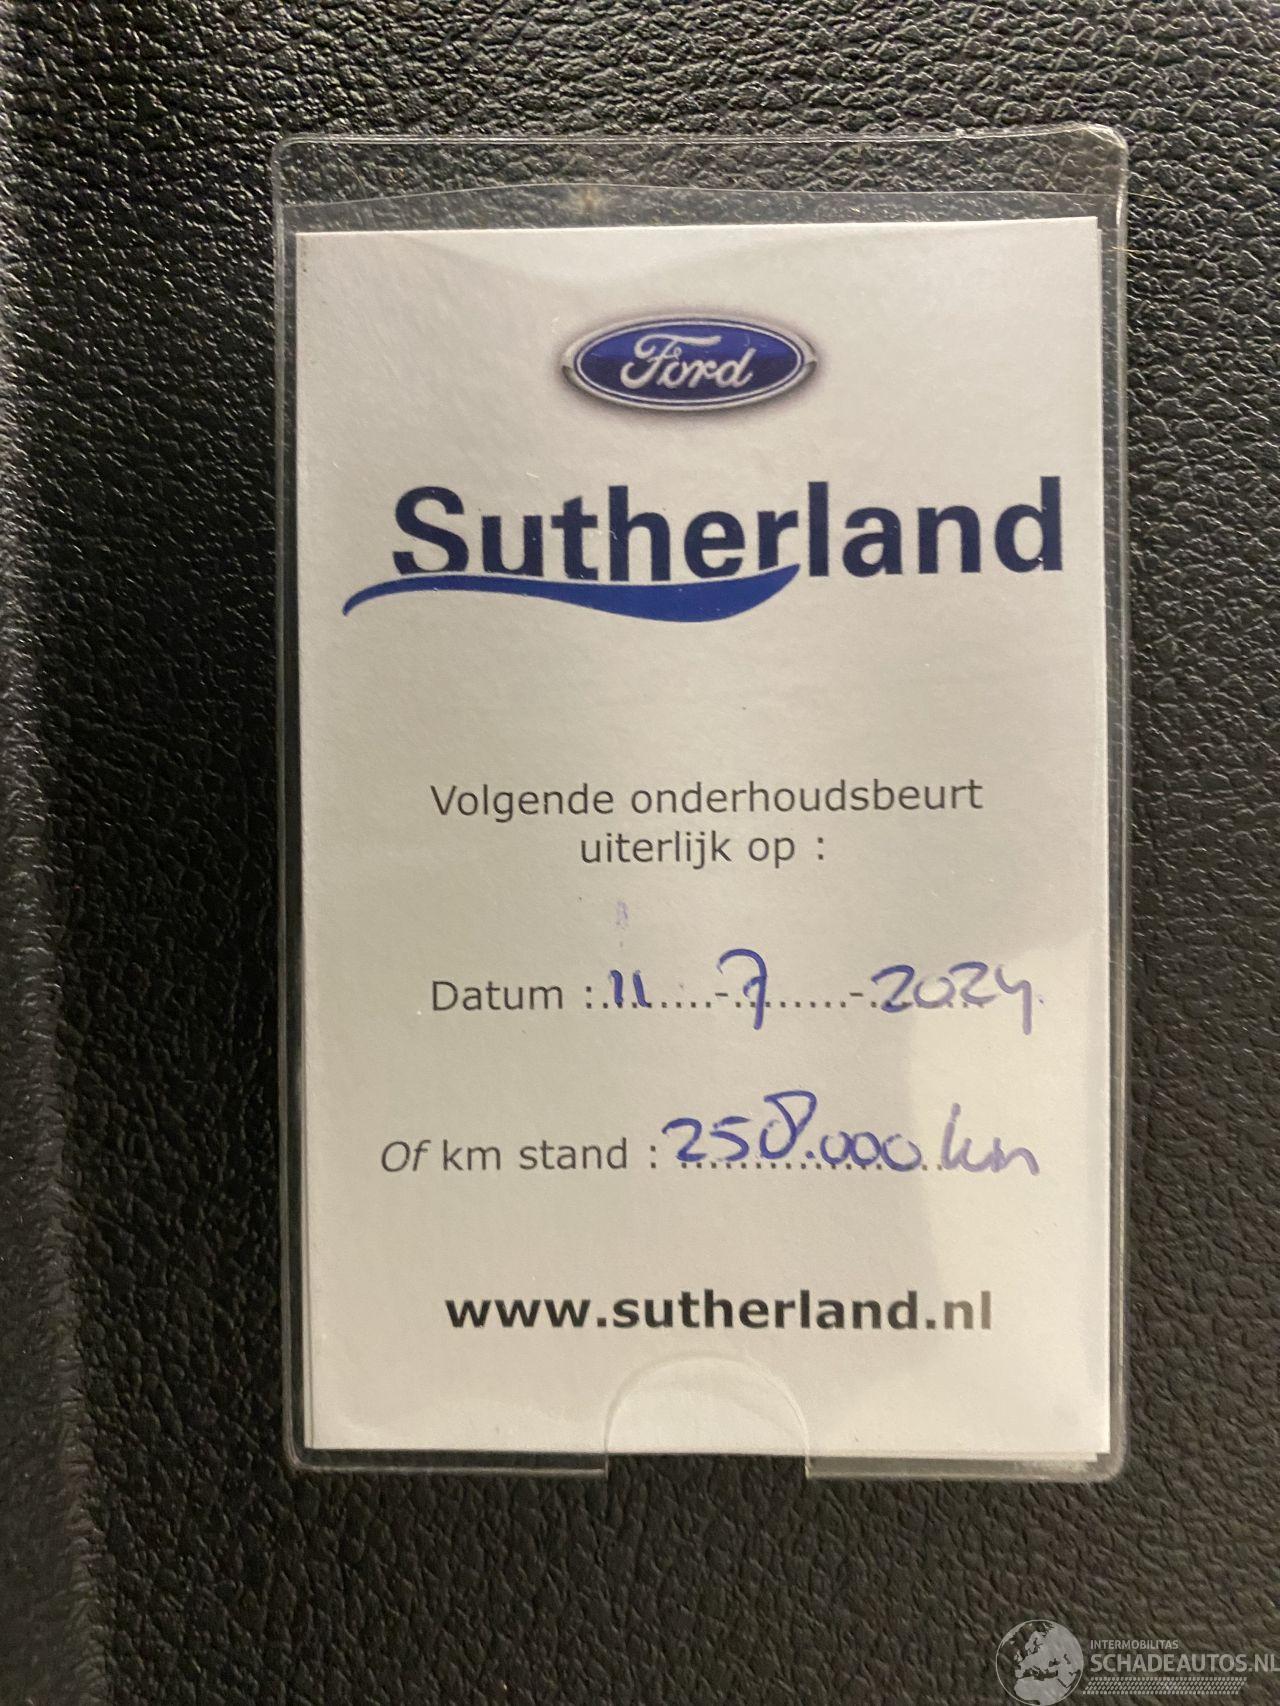 Ford
Sutherland
Volgende onderhoudsbeurt
uiterlijk op :
Datum : 11 - 7 - 2024.
Of km stand : 258.000 km
www.sutherland.nl
INTERMOBILITAS
SCHADEAUTOS.NL